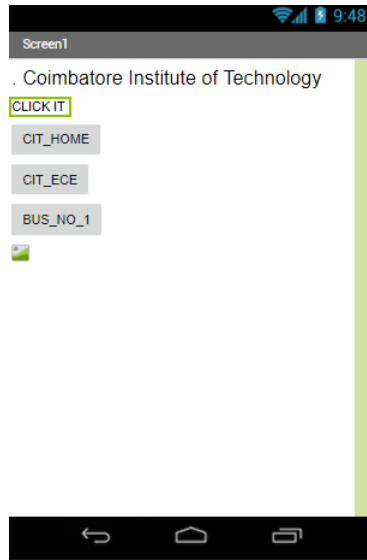 9:48
Screen1
. Coimbatore Institute of Technology
CLICK IT
CIT_HOME
CIT_ECE
BUS_NO_1